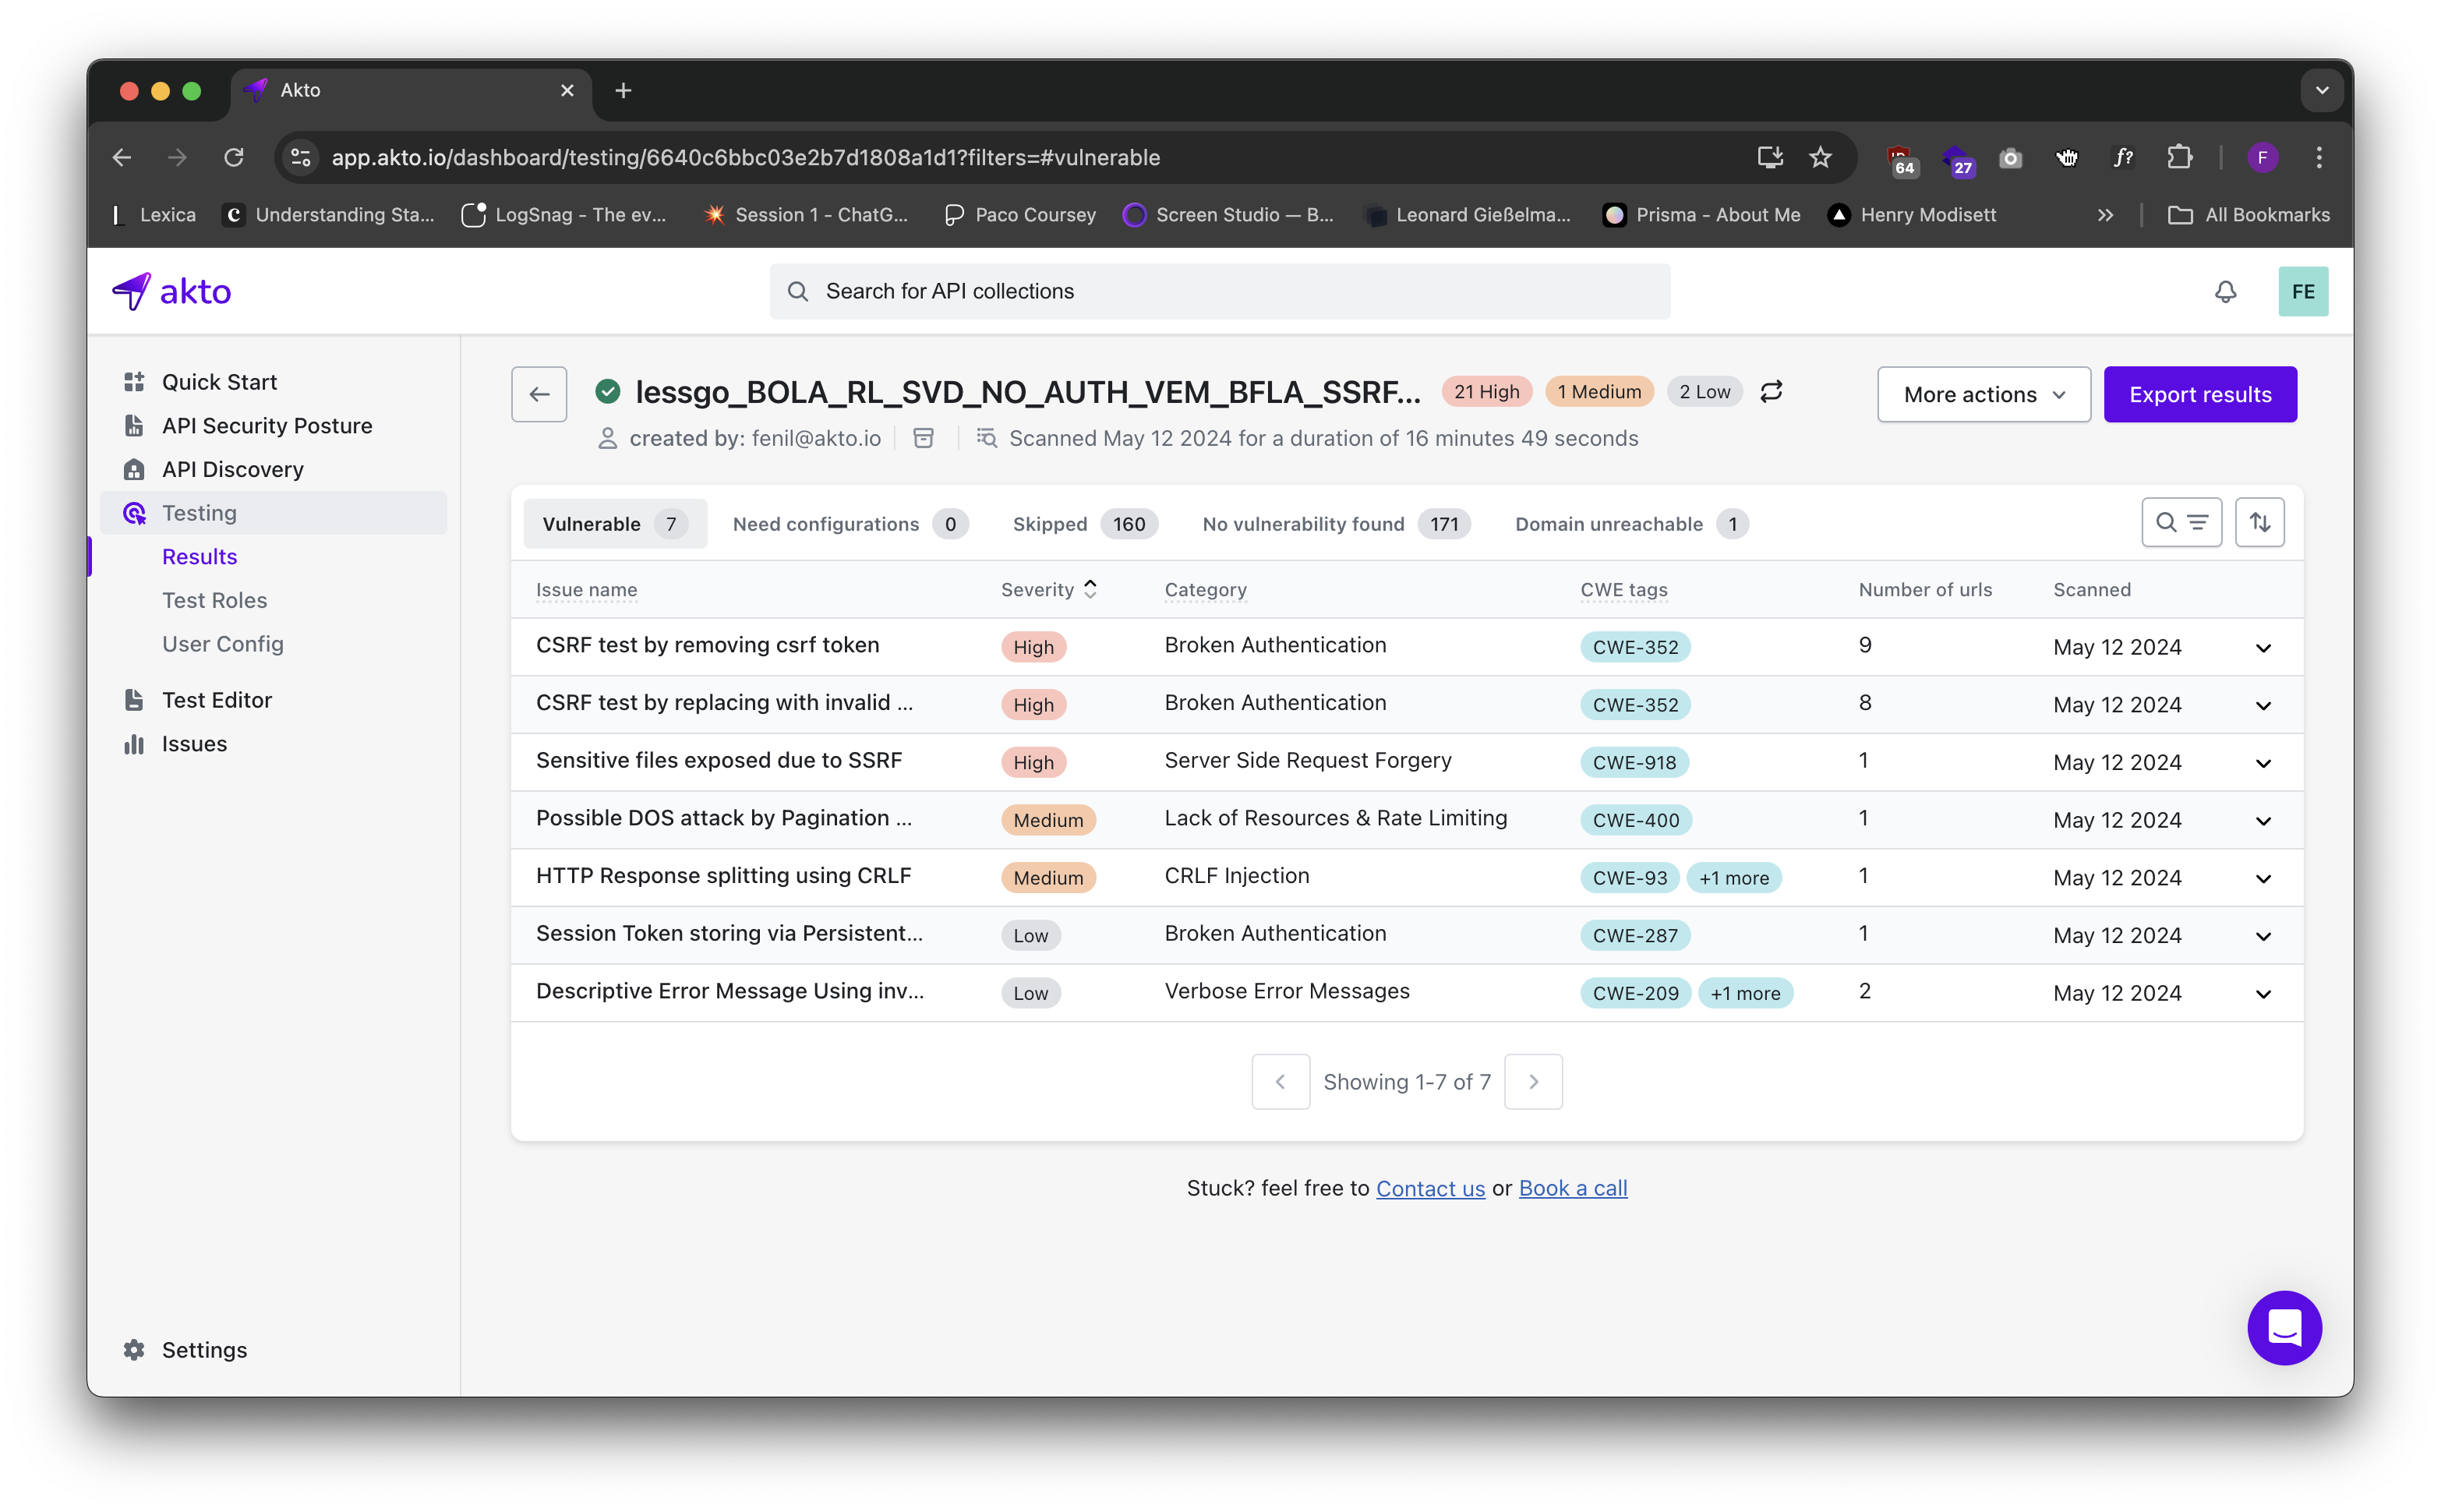 Akto
app.akto.io/dashboard/testing/6640c6bbc03e2b7d1808a1d1?filters=#vulnerable
64
27
f?
F
Lexica
C
Understanding Sta...
LogSnag - The ev...
Session 1 - ChatG...
Paco Coursey
Screen Studio — B...
Leonard Gießelma...
Prisma - About Me
Henry Modisett
All Bookmarks
akto
Search for API collections
FE
Quick Start
API Security Posture
API Discovery
Testing
Results
Test Roles
User Config
Test Editor
Issues
Settings
lessgo_BOLA_RL_SVD_NO_AUTH_VEM_BFLA_SSRF... 21 High 1 Medium 2 Low
More actions
Export results
created by: fenil@akto.io
Scanned May 12 2024 for a duration of 16 minutes 49 seconds
Vulnerable 7 Need configurations 0 Skipped 160 No vulnerability found 171 Domain unreachable 1
Issue name Severity Category CWE tags Number of urls Scanned
CSRF test by removing csrf token High Broken Authentication CWE-352 9 May 12 2024
CSRF test by replacing with invalid ... High Broken Authentication CWE-352 8 May 12 2024
Sensitive files exposed due to SSRF High Server Side Request Forgery CWE-918 1 May 12 2024
Possible DOS attack by Pagination ... Medium Lack of Resources & Rate Limiting CWE-400 1 May 12 2024
HTTP Response splitting using CRLF Medium CRLF Injection CWE-93 +1 more 1 May 12 2024
Session Token storing via Persistent... Low Broken Authentication CWE-287 1 May 12 2024
Descriptive Error Message Using inv... Low Verbose Error Messages CWE-209 +1 more 2 May 12 2024
Showing 1-7 of 7
Stuck? feel free to Contact us or Book a call